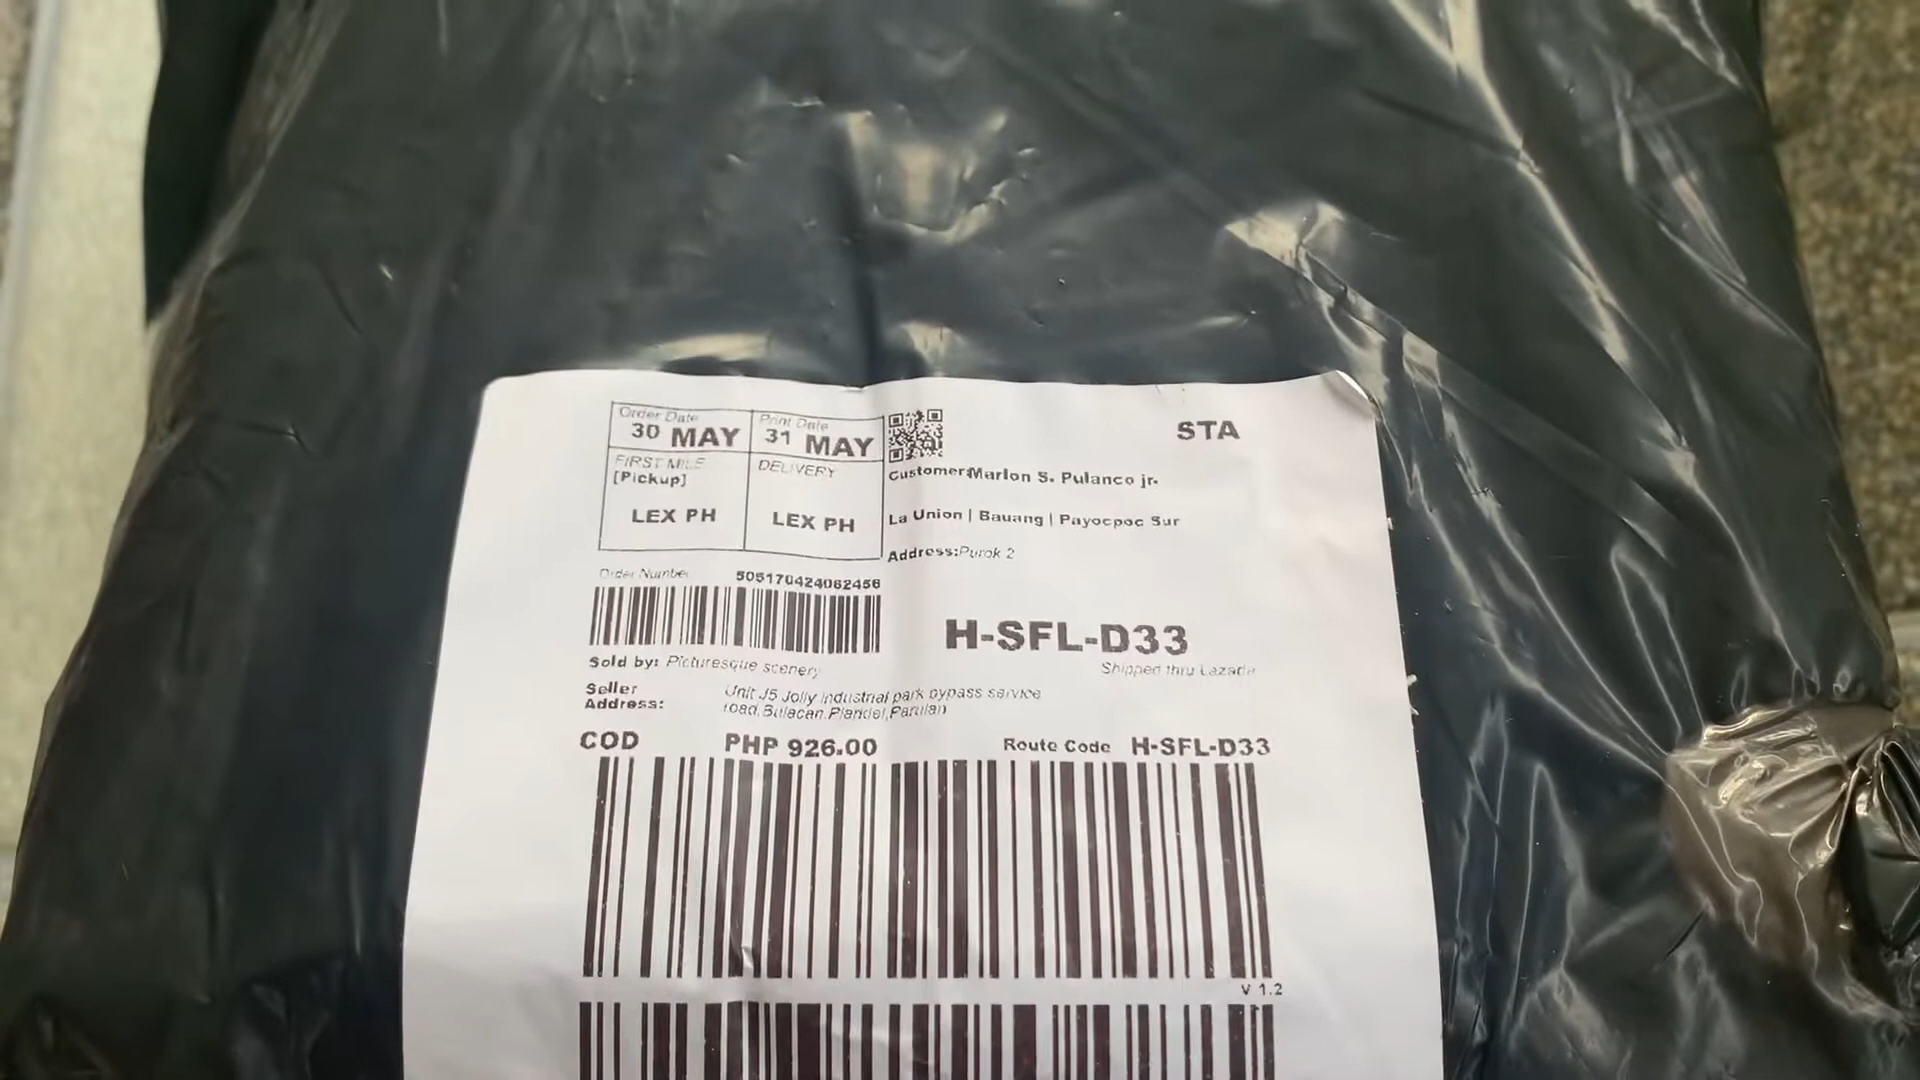 Order Date
30 MAY
Print Date
31 MAY
STA
FIRST MILE
[Pickup]
LEX PH
DELIVERY
LEX PH
Customer:Marlon S. Pulanco jr.
La Union | Bauang | Payocpoc Sur
Address:Purok 2
Order Number 505170424062456
H-SFL-D33
Shipped thru Lazada
Sold by: Picturesque scenery
Seller Address: Unit J5 Jolly industrial park bypass service
road,Bulacan,Plaridel,Parulan
COD PHP 926.00 Route Code H-SFL-D33
V 1.2